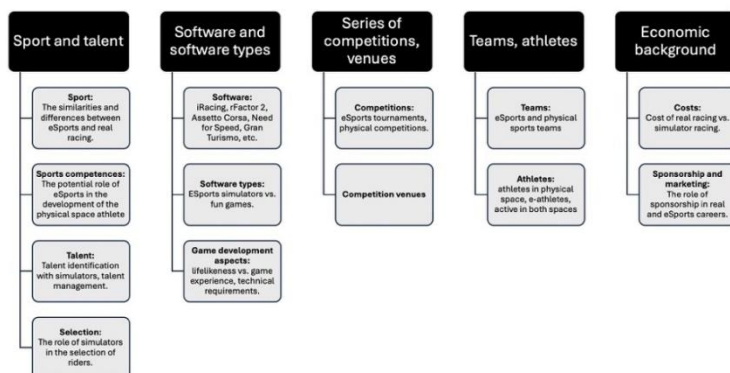 Sport and talent
Sport:
The similarities and
differences between
eSports and real
racing.
Sports competences:
The potential role of
eSports in the
development of the
physical space athlete
Talent:
Talent identification
with simulators, talent
management.
Selection:
The role of simulators
in the selection of
riders.
Software and
software types
Software:
iRacing, rFactor 2,
Assetto Corsa, Need
for Speed, Gran
Turismo, etc.
Software types:
ESports simulators vs.
fun games.
Game development
aspects:
lifelikeness vs. game
experience, technical
requirements.
Series of
competitions,
venues
Competitions:
eSports tournaments,
physical competitions.
Competition venues
Teams, athletes
Teams:
eSports and physical
sports teams
Athletes:
athletes in physical
space, e-athletes,
active in both spaces
Economic
background
Costs:
Cost of real racing vs.
simulator racing.
Sponsorship and
marketing:
The role of
sponsorship in real
and eSports careers.